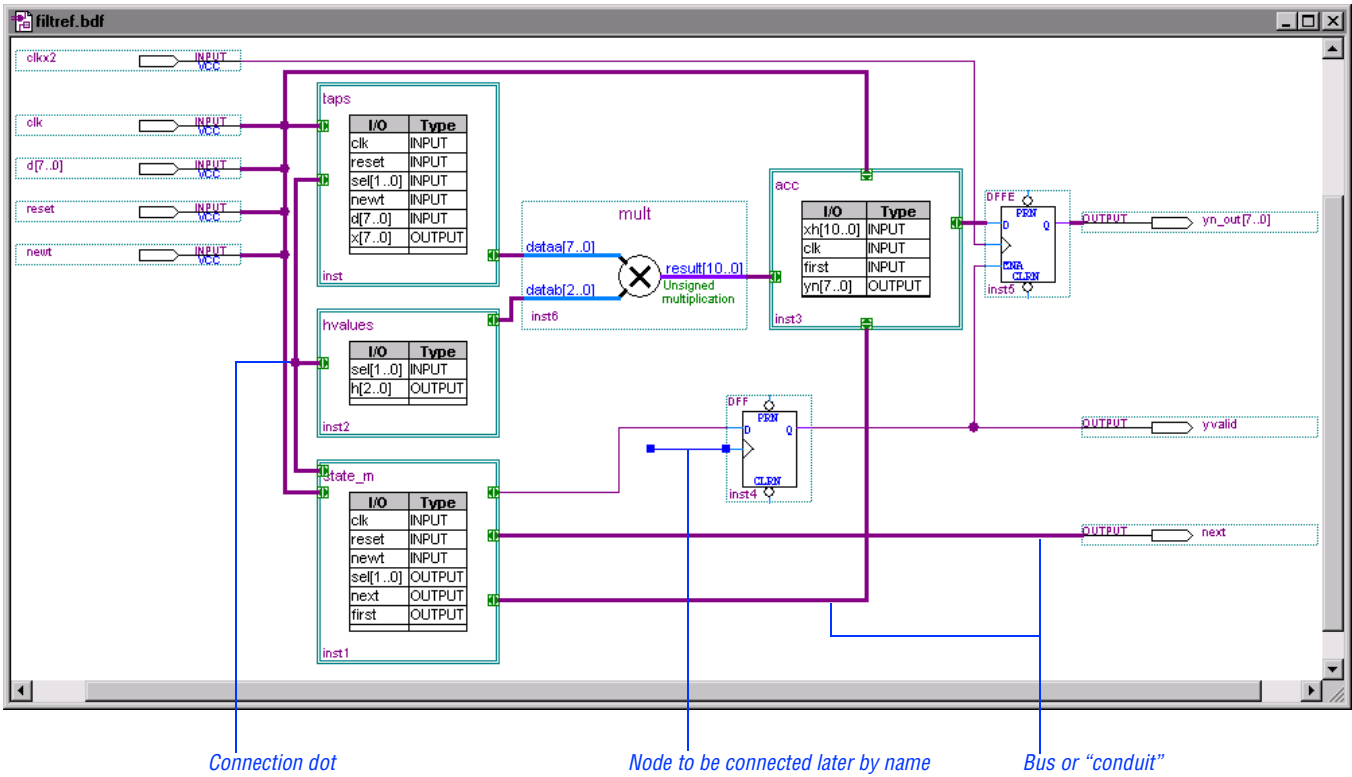 filtref.bdf
clkx2 INPUT VCC
clk INPUT VCC
d[7..0] INPUT VCC
reset INPUT VCC
newt INPUT VCC
taps
I/O Type
clk INPUT
reset INPUT
sel[1..0] INPUT
newt INPUT
d[7..0] INPUT
x[7..0] OUTPUT
inst
hvalues
I/O Type
sel[1..0] INPUT
h[2..0] OUTPUT
inst2
state_m
I/O Type
clk INPUT
reset INPUT
newt INPUT
sel[1..0] OUTPUT
next OUTPUT
first OUTPUT
inst1
mult
dataa[7..0]
datab[2..0]
result[10..0]
Unsigned
multiplication
inst6
acc
I/O Type
xh[10..0] INPUT
clk INPUT
first INPUT
yn[7..0] OUTPUT
inst3
DFFE
PRN
D Q
ENA
CLRN
inst5
DFF
PRN
D Q
CLRN
inst4
OUTPUT yn_out[7..0]
OUTPUT yvalid
OUTPUT next
Connection dot
Node to be connected later by name
Bus or “conduit”